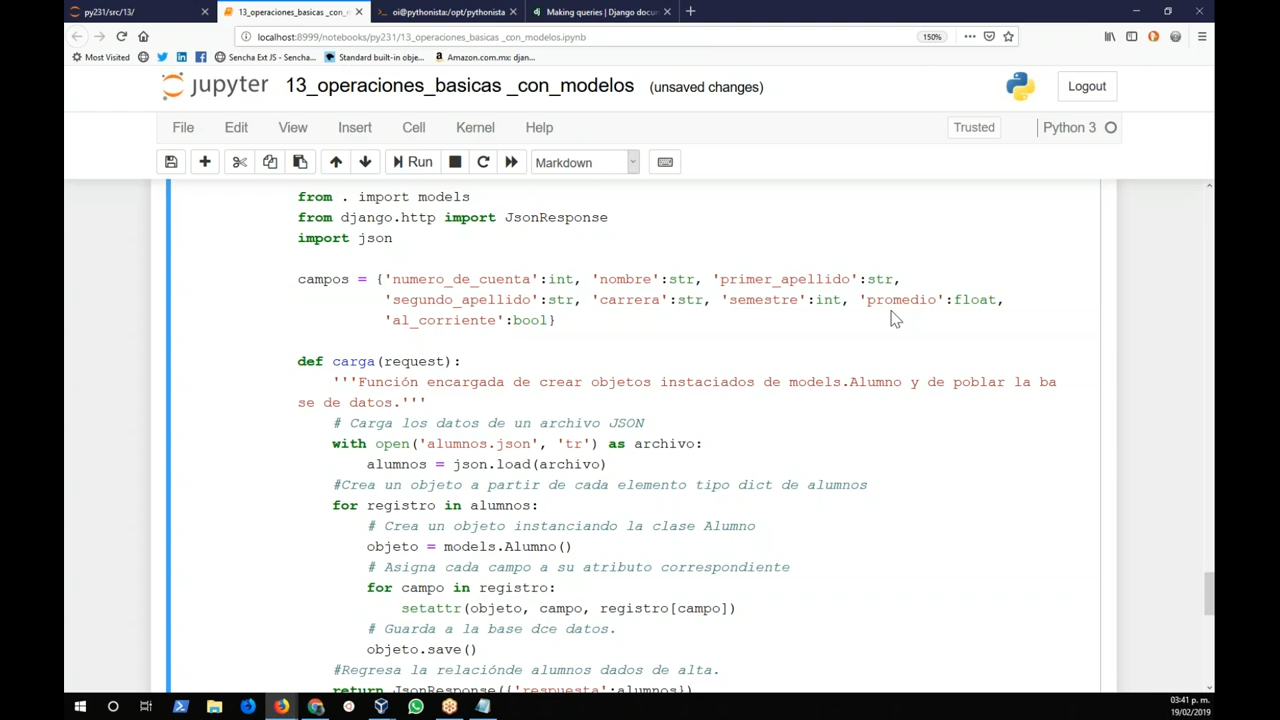 py231/src/13/
13_operaciones_basicas _con_m
oi@pythonista:/opt/pythonista
Making queries | Django docum
localhost:8999/notebooks/py231/13_operaciones_basicas _con_modelos.ipynb
150%
Most Visited
Sencha Ext JS - Sencha...
Standard built-in obje...
Amazon.com.mx: djan...
jupyter
13_operaciones_basicas _con_modelos (unsaved changes)
Logout
File Edit View Insert Cell Kernel Help
Trusted
Python 3
Run
Markdown
from . import models
from django.http import JsonResponse
import json
campos = {'numero_de_cuenta':int, 'nombre':str, 'primer_apellido':str,
'segundo_apellido':str, 'carrera':str, 'semestre':int, 'promedio':float,
'al_corriente':bool}
def carga(request):
'''Función encargada de crear objetos instaciados de models.Alumno y de poblar la ba
se de datos.'''
# Carga los datos de un archivo JSON
with open('alumnos.json', 'tr') as archivo:
alumnos = json.load(archivo)
#Crea un objeto a partir de cada elemento tipo dict de alumnos
for registro in alumnos:
# Crea un objeto instanciando la clase Alumno
objeto = models.Alumno()
# Asigna cada campo a su atributo correspondiente
for campo in registro:
setattr(objeto, campo, registro[campo])
# Guarda a la base dce datos.
objeto.save()
#Regresa la relaciónde alumnos dados de alta.
return JsonResponse({'respuesta':alumnos})
03:41 p. m.
19/02/2019